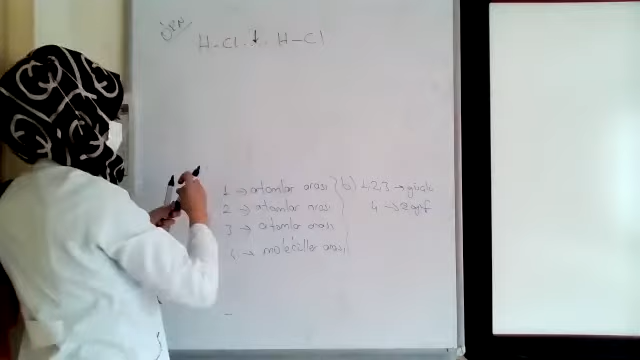 ÖRN
H-Cl...↓...H-Cl
1 → atomlar arası
2 → atomlar arası
3 → atomlar arası
4 → moleküller arası
b) 1,2,3 → güçlü
4 → zayıf